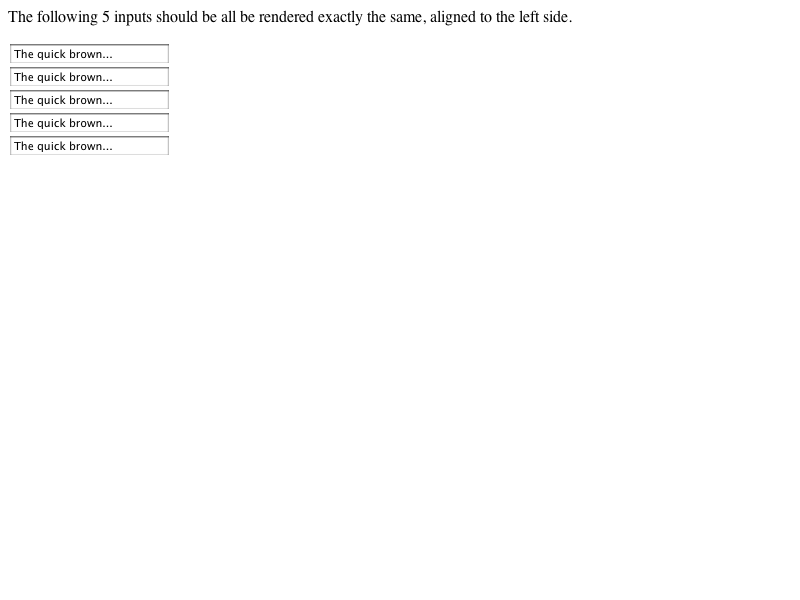 The following 5 inputs should be all be rendered exactly the same, aligned to the left side.
The quick brown...
The quick brown...
The quick brown...
The quick brown...
The quick brown...